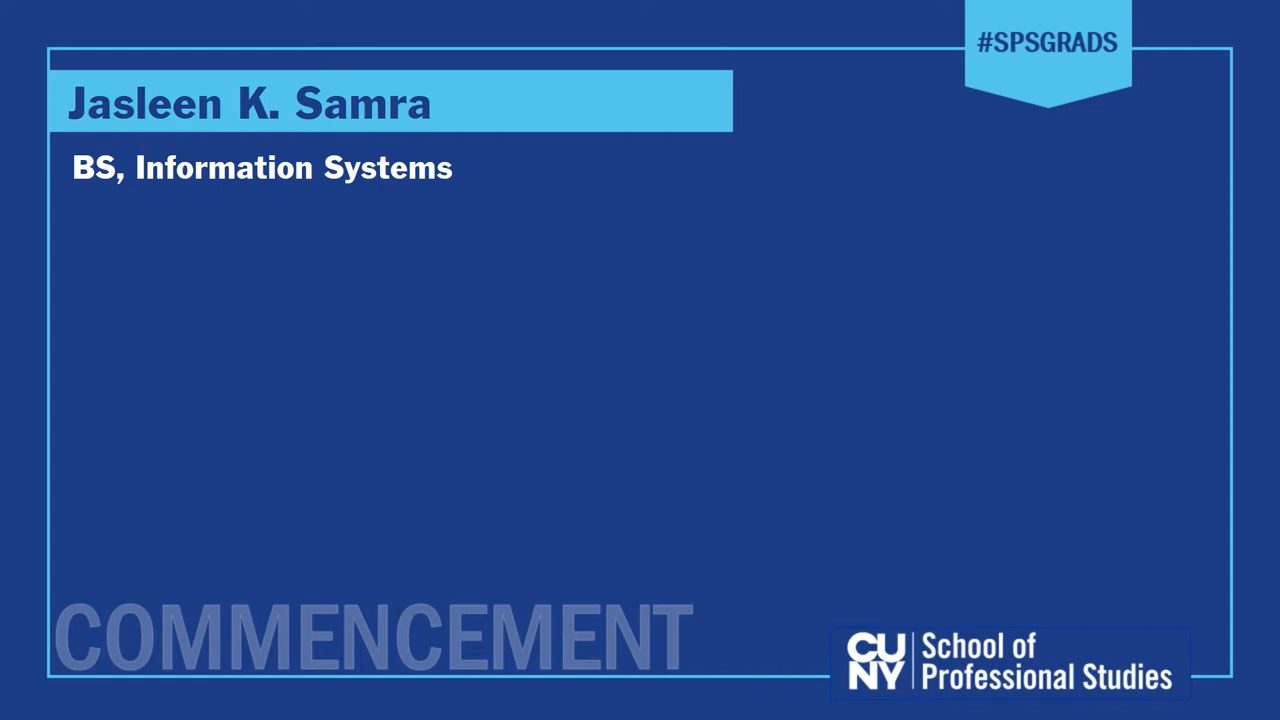 #SPSGRADS
Jasleen K. Samra
BS, Information Systems
COMMENCEMENT
CU
NY
School of
Professional Studies